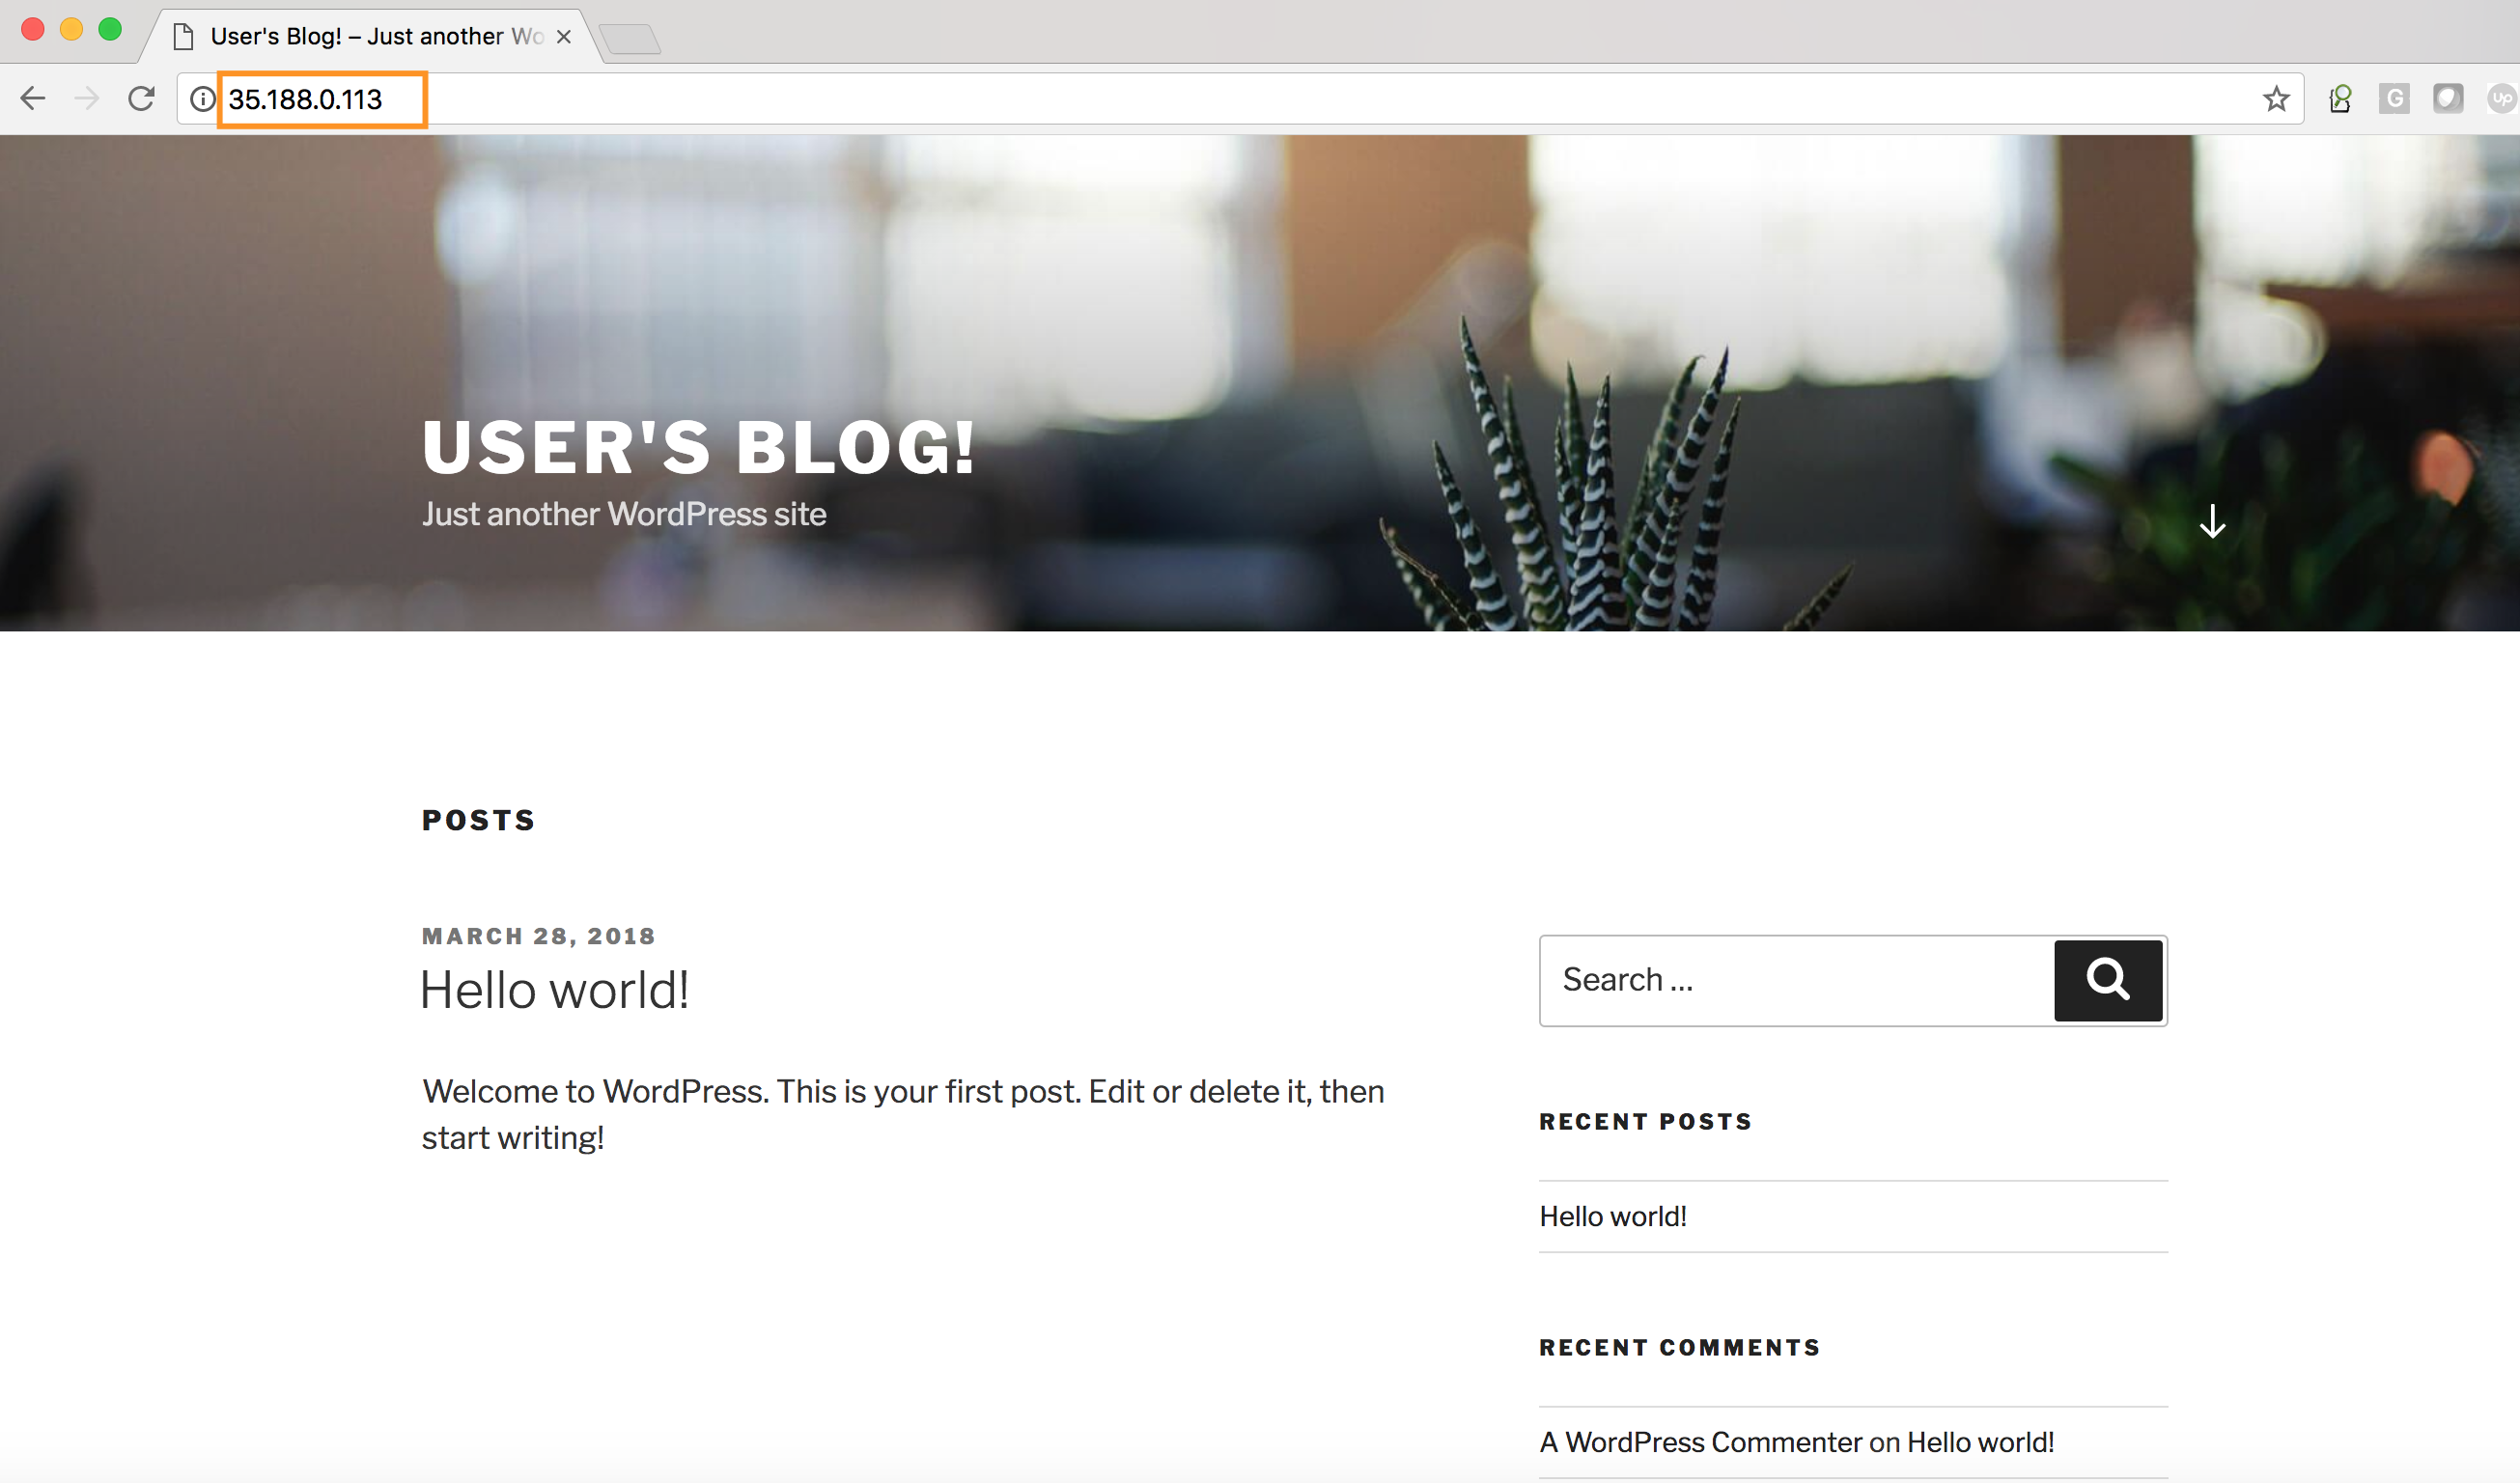 User's Blog! – Just another Wo
35.188.0.113
G
up
USER'S BLOG!
Just another WordPress site
POSTS
MARCH 28, 2018
Hello world!
Welcome to WordPress. This is your first post. Edit or delete it, then
start writing!
Search …
RECENT POSTS
Hello world!
RECENT COMMENTS
A WordPress Commenter on Hello world!